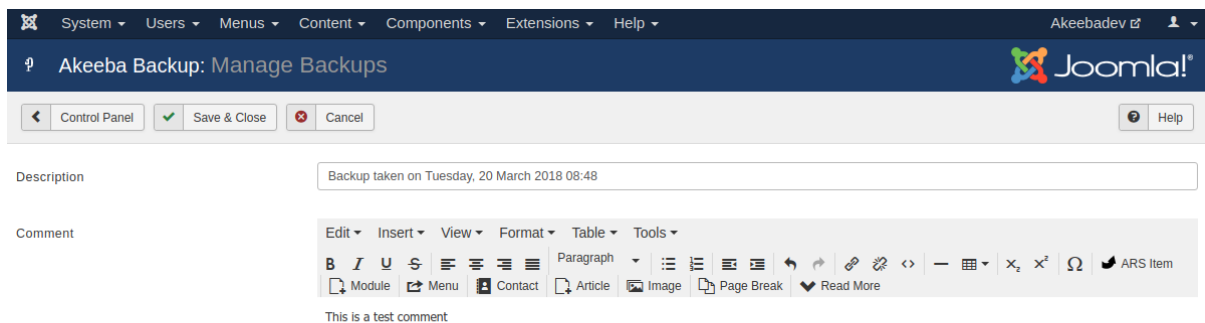 System Users Menus Content Components Extensions Help Akeebadev
Akeeba Backup: Manage Backups Joomla!®
Control Panel Save & Close Cancel Help
Description Backup taken on Tuesday, 20 March 2018 08:48
Comment Edit Insert View Format Table Tools
B I U S Paragraph X₂ X² Ω ARS Item
Module Menu Contact Article Image Page Break Read More
This is a test comment